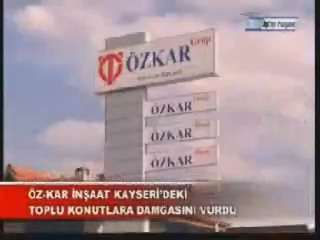 Grup
ÖZKAR
ÖZKAR
ÖZKAR
ÖZKAR
ÖZ-KAR İNŞAAT KAYSERİ'DEKİ
TOPLU KONUTLARA DAMGASINI VURDU